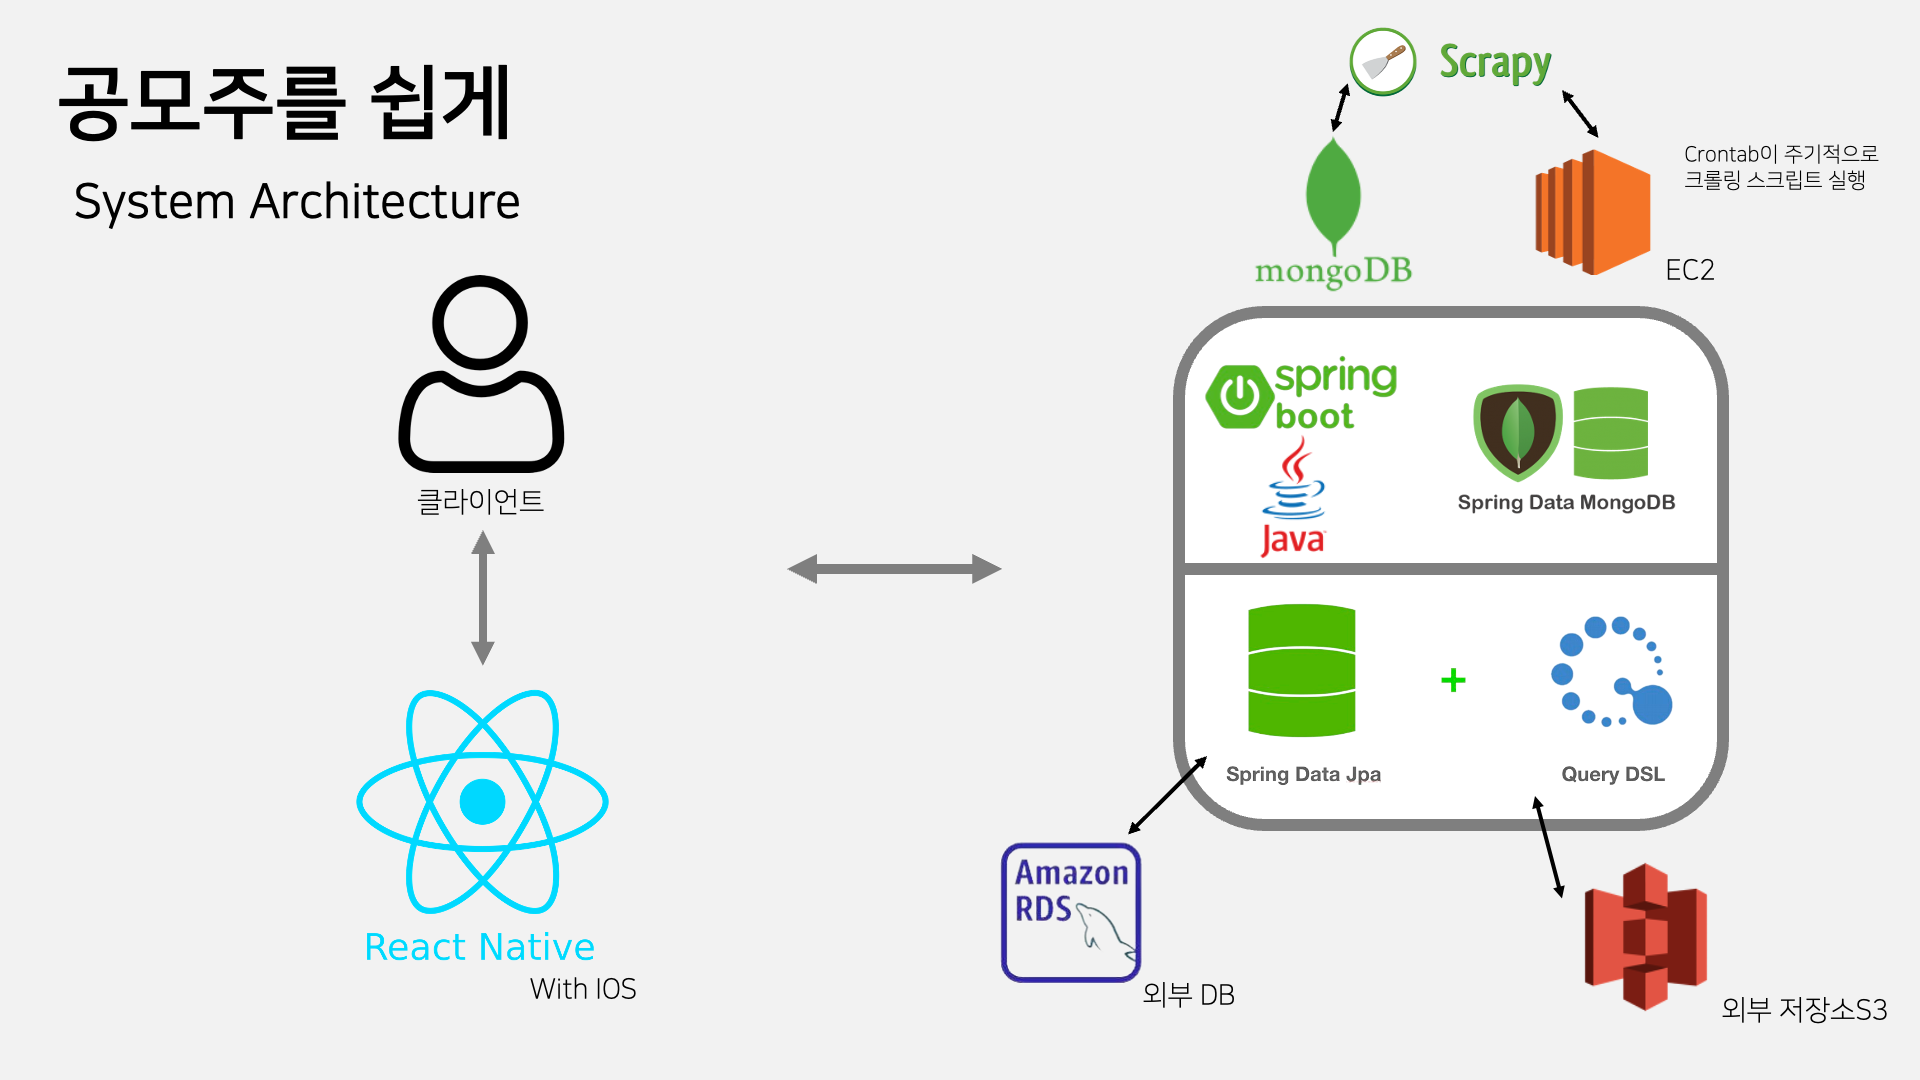 공모주를 쉽게
System Architecture
클라이언트
React Native
With IOS
Scrapy
mongoDB
Crontab이 주기적으로
크롤링 스크립트 실행
EC2
spring
boot
Java
Spring Data MongoDB
+
Spring Data Jpa
Query DSL
Amazon
RDS
외부 DB
외부 저장소S3